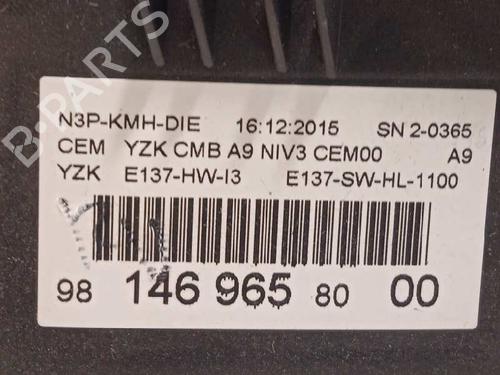 B-PARTS
N3P-KMH-DIE 16:12:2015 SN 2-0365
CEM YZK CMB A9 NIV3 CEM00 A9
YZK E137-HW-I3 E137-SW-HL-1100
98 146 965 80 00